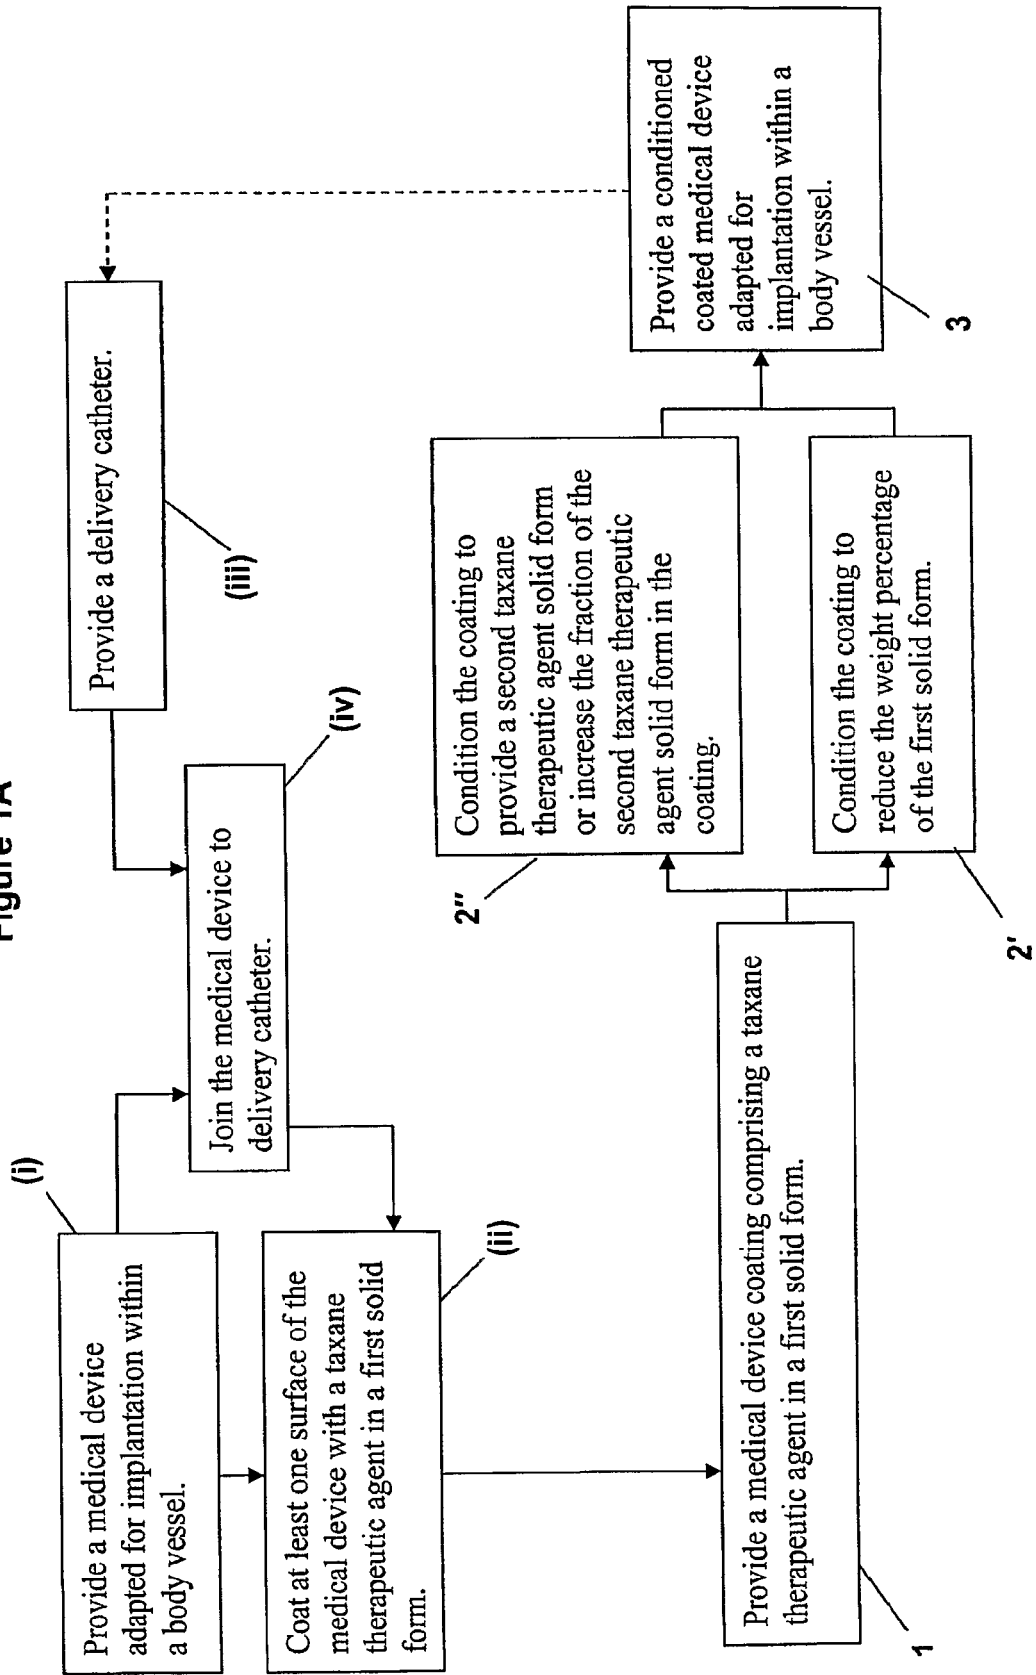 Figure 1A
(i)
Provide a medical device
adapted for implantation within
a body vessel.
Coat at least one surface of the
medical device with a taxane
therapeutic agent in a first solid
form.
(ii)
Join the medical device to
delivery catheter.
(iv)
Provide a delivery catheter.
(iii)
Provide a medical device coating comprising a taxane
therapeutic agent in a first solid form.
1
2''
Condition the coating to
provide a second taxane
therapeutic agent solid form
or increase the fraction of the
second taxane therapeutic
agent solid form in the
coating.
Condition the coating to
reduce the weight percentage
of the first solid form.
2'
Provide a conditioned
coated medical device
adapted for
implantation within a
body vessel.
3